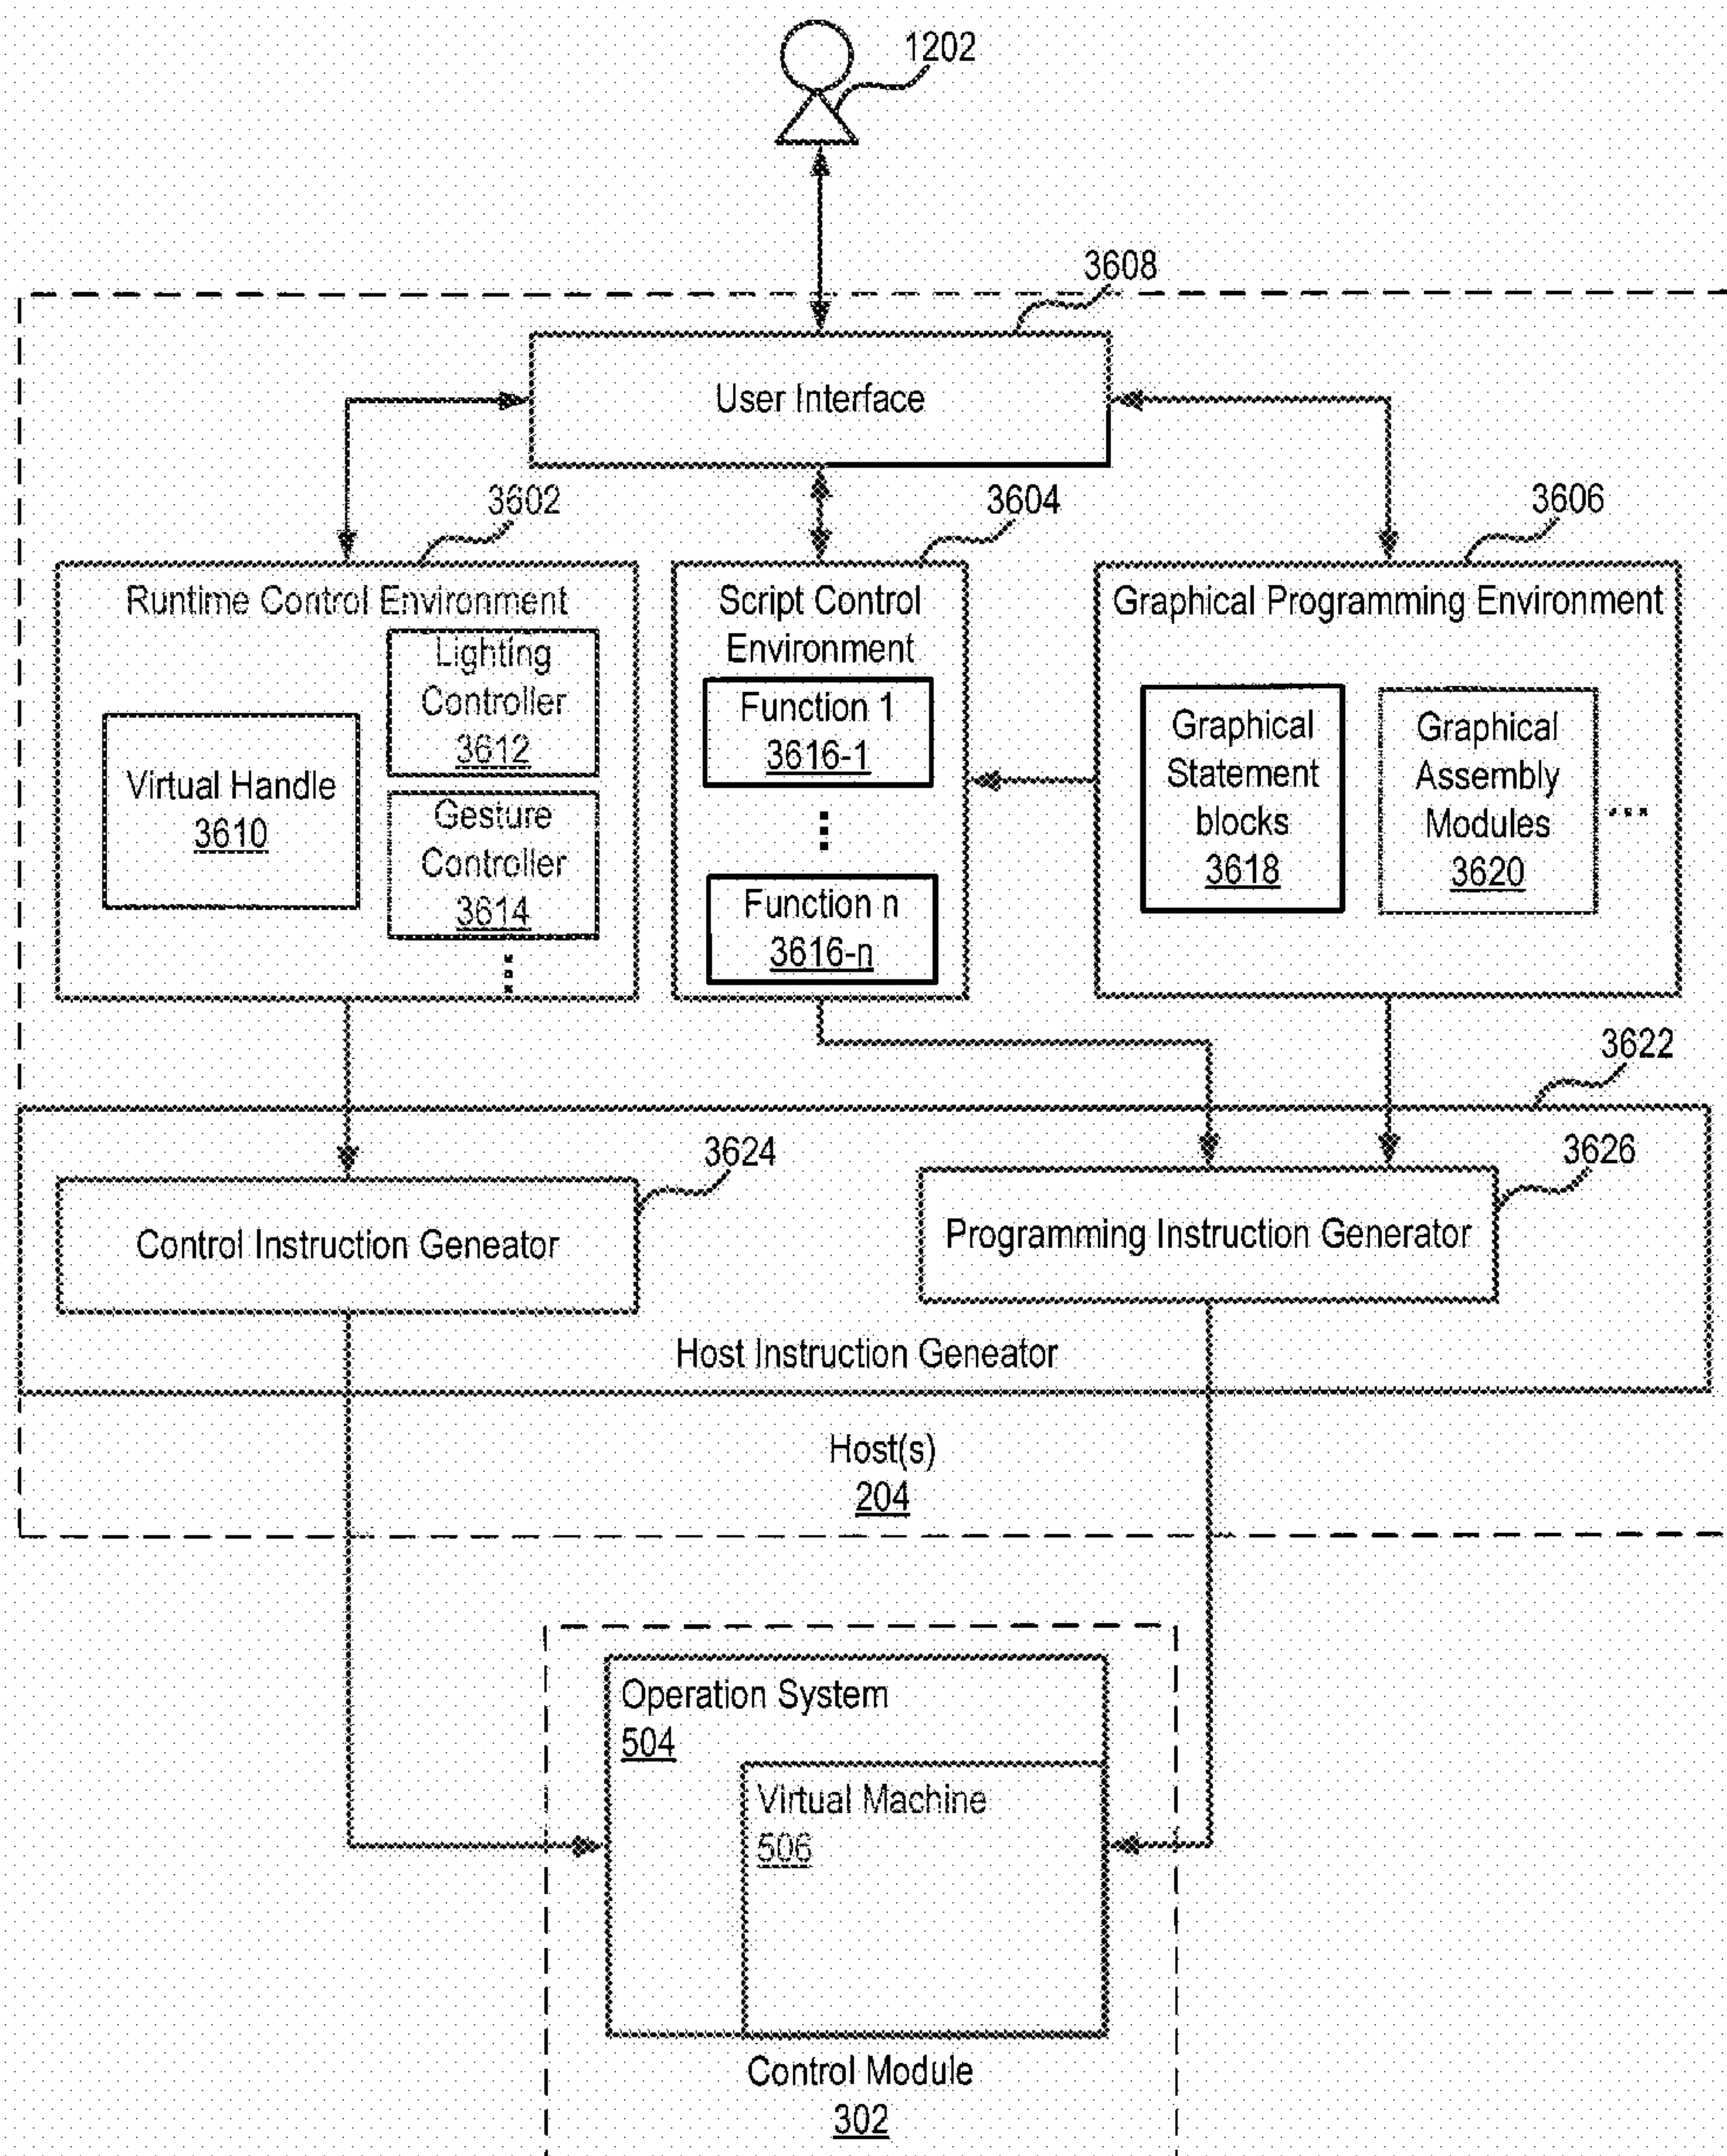 1202
3608
User Interface
3602
3604
3606
Runtime Control Environment
Lighting
Controller
3612
Virtual Handle
3610
Gesture
Controller
3614
⋮
Script Control
Environment
Function 1
3616-1
⋮
Function n
3616-n
Graphical Programming Environment
Graphical
Statement
blocks
3618
Graphical
Assembly
Modules
3620
...
3622
3624
3626
Control Instruction Geneator
Programming Instruction Generator
Host Instruction Geneator
Host(s)
204
Operation System
504
Virtual Machine
506
Control Module
302